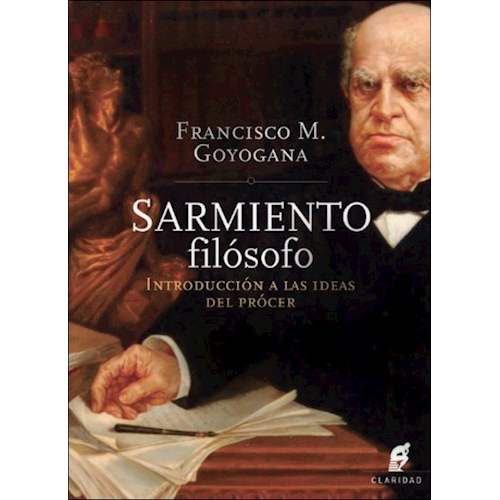 FRANCISCO M.
GOYOGANA
SARMIENTO
filósofo
INTRODUCCIÓN A LAS IDEAS
DEL PRÓCER
CLARIDAD